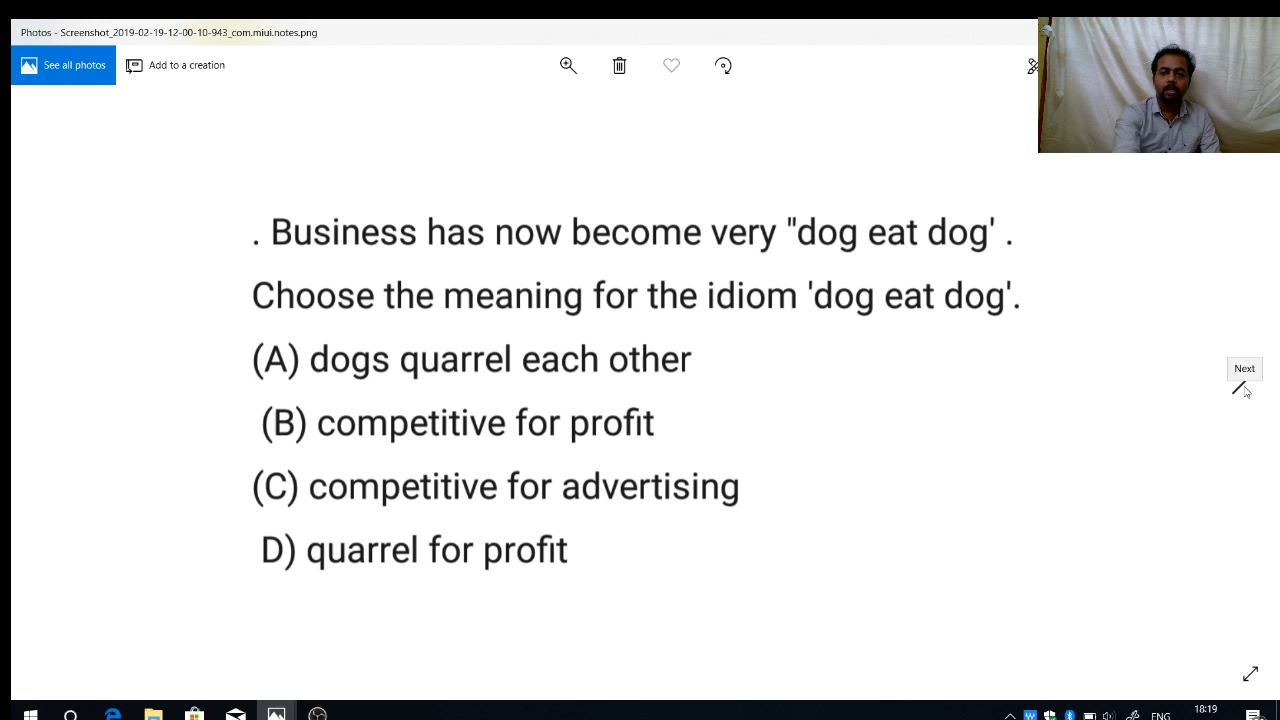 Photos - Screenshot_2019-02-19-12-00-10-943_com.miui.notes.png
See all photos
Add to a creation
. Business has now become very "dog eat dog' .
Choose the meaning for the idiom 'dog eat dog'.
(A) dogs quarrel each other
Next
(B) competitive for profit
(C) competitive for advertising
D) quarrel for profit
18:19
ENG